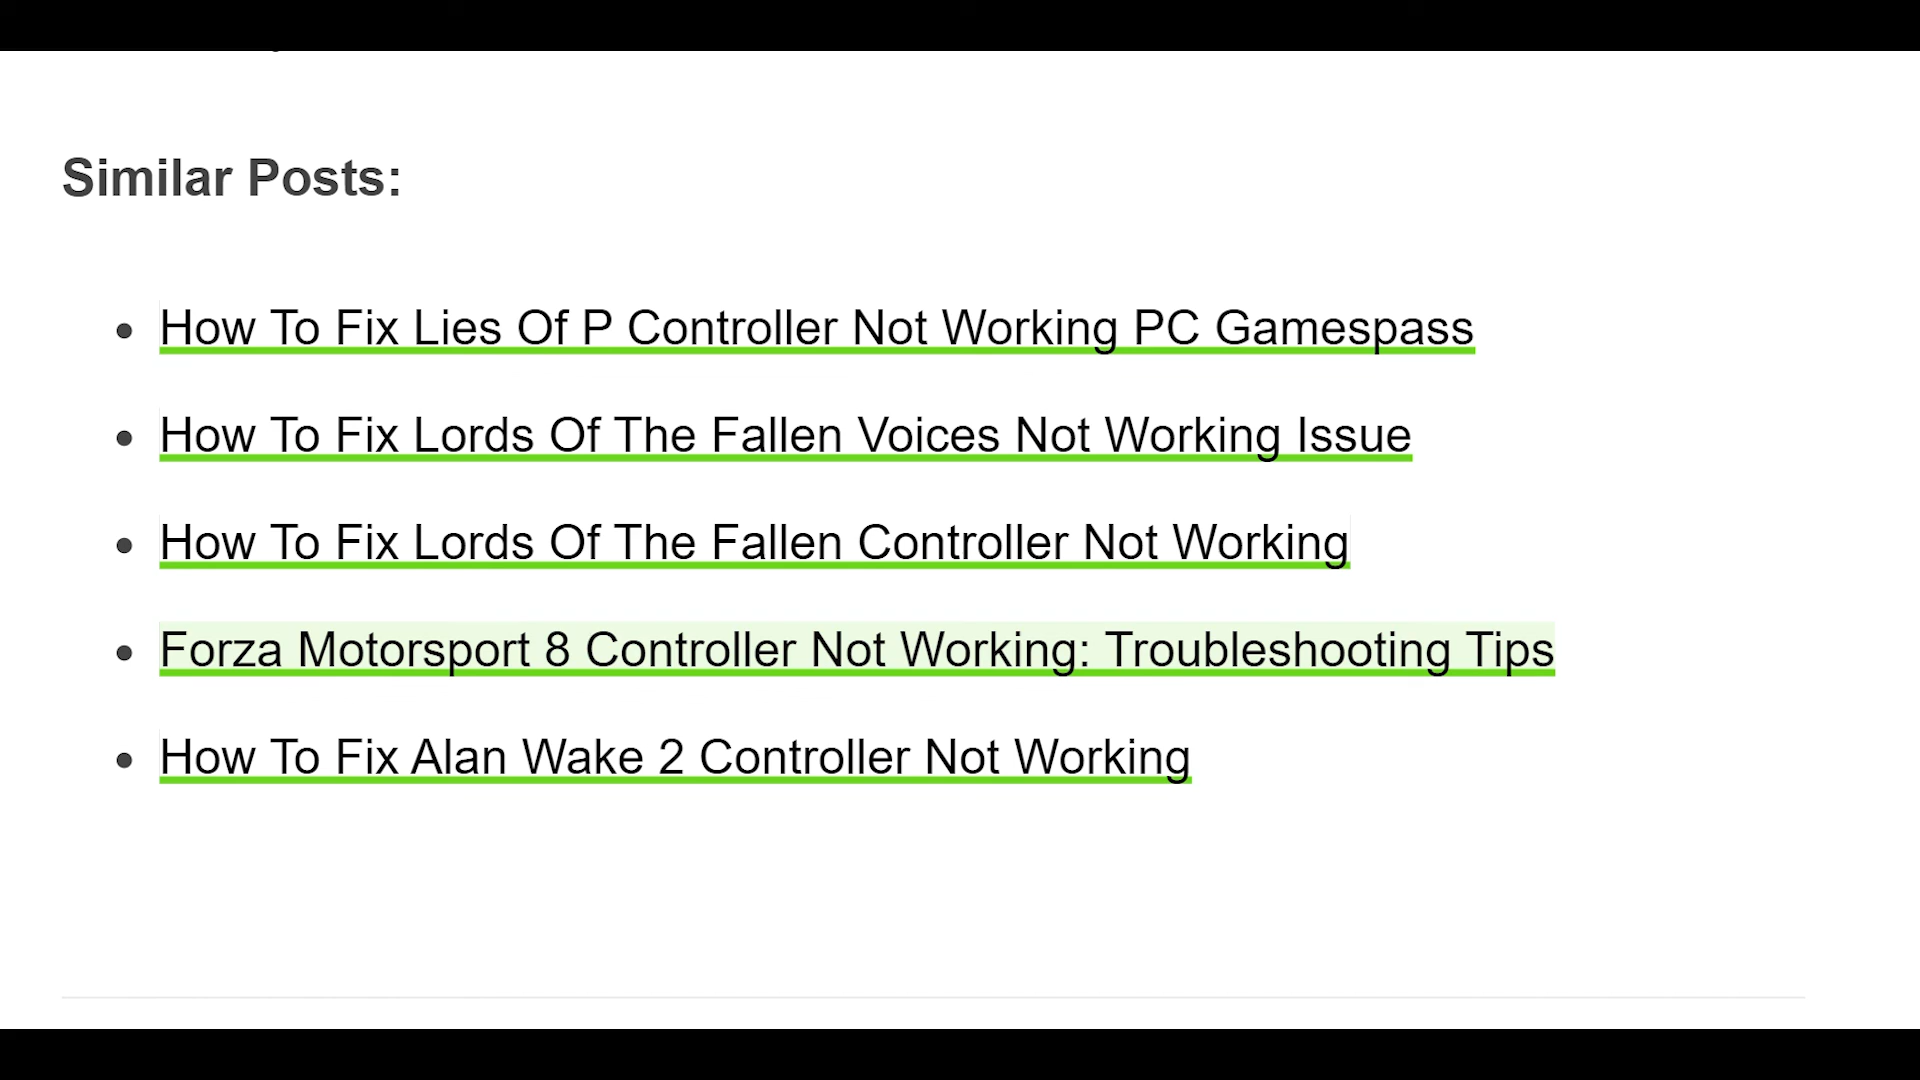 Similar Posts:
How To Fix Lies Of P Controller Not Working PC Gamespass
How To Fix Lords Of The Fallen Voices Not Working Issue
How To Fix Lords Of The Fallen Controller Not Working
Forza Motorsport 8 Controller Not Working: Troubleshooting Tips
How To Fix Alan Wake 2 Controller Not Working